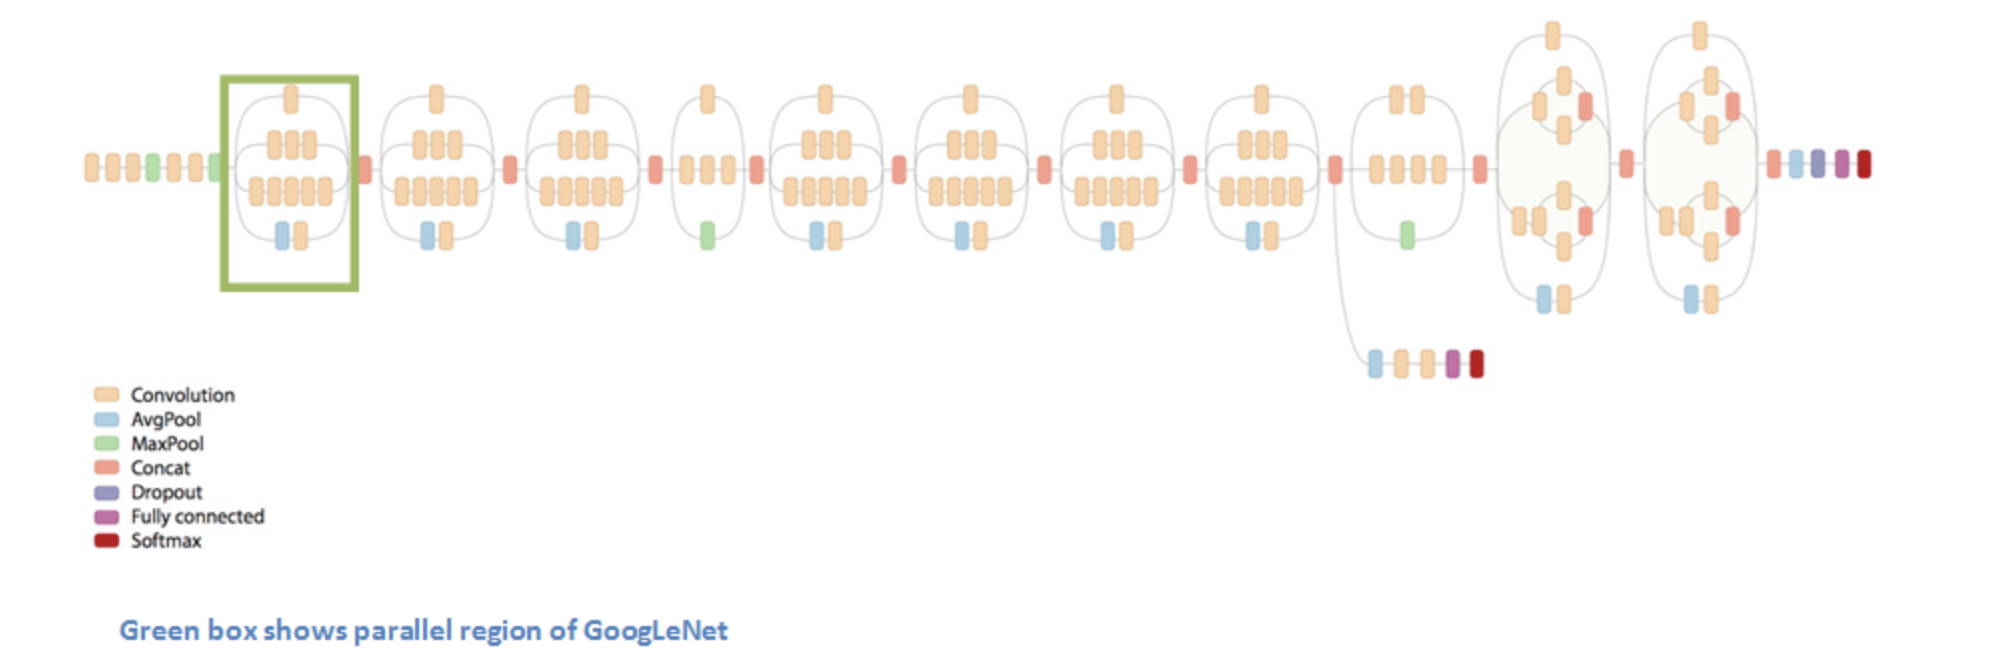 Convolution
AvgPool
MaxPool
Concat
Dropout
Fully connected
Softmax
Green box shows parallel region of GoogLeNet